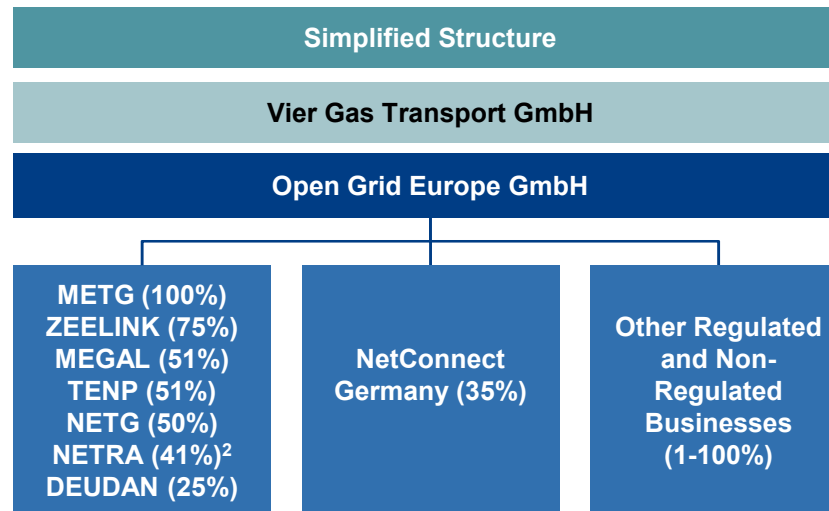 Simplified Structure
Vier Gas Transport GmbH
Open Grid Europe GmbH
METG (100%)
ZEELINK (75%)
MEGAL (51%)
TENP (51%)
NETG (50%)
NETRA (41%)²
DEUDAN (25%)
NetConnect
Germany (35%)
Other Regulated
and Non-
Regulated
Businesses
(1-100%)